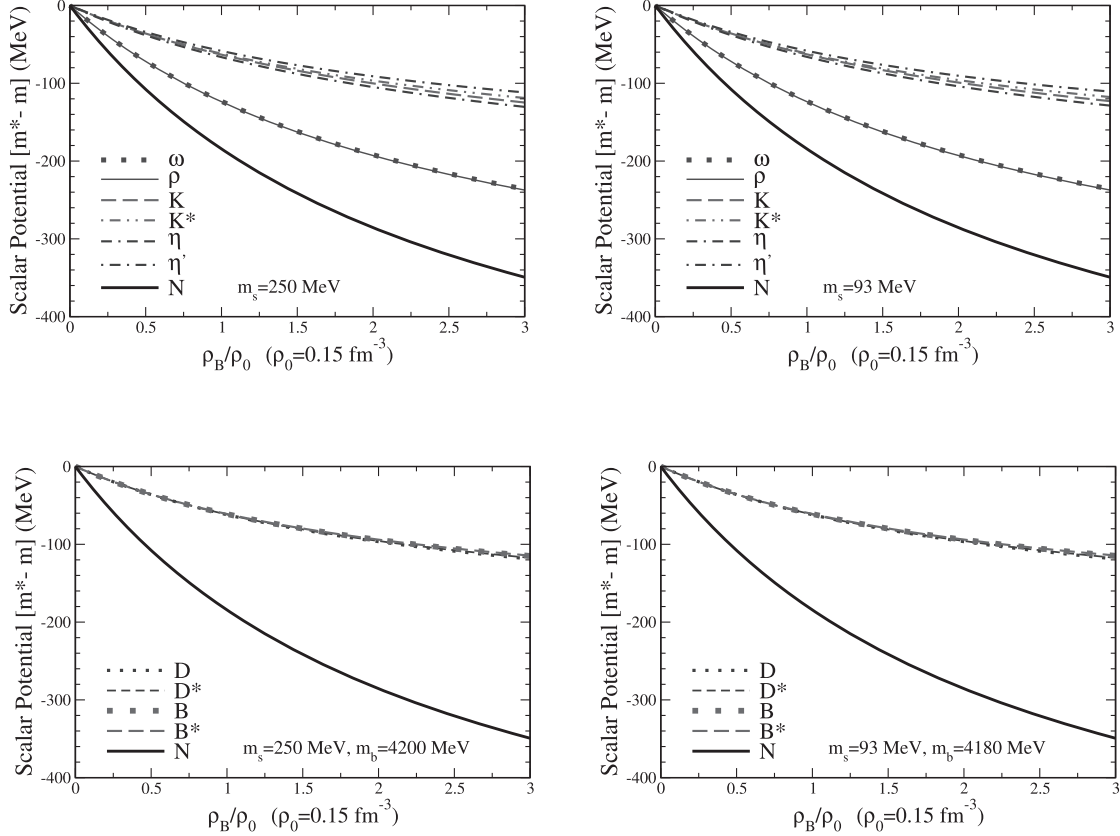 Scalar Potential [m*- m] (MeV)
0
-100
-200
-300
-400
ω
ρ
K
K*
η
η'
N
m_s=250 MeV
0 0.5 1 1.5 2 2.5 3
ρ_B/ρ_0 (ρ_0=0.15 fm^-3)
Scalar Potential [m*- m] (MeV)
0
-100
-200
-300
-400
ω
ρ
K
K*
η
η'
N
m_s=93 MeV
0 0.5 1 1.5 2 2.5 3
ρ_B/ρ_0 (ρ_0=0.15 fm^-3)
Scalar Potential [m*- m] (MeV)
0
-100
-200
-300
-400
D
D*
B
B*
N
m_s=250 MeV, m_b=4200 MeV
0 0.5 1 1.5 2 2.5 3
ρ_B/ρ_0 (ρ_0=0.15 fm^-3)
Scalar Potential [m*- m] (MeV)
0
-100
-200
-300
-400
D
D*
B
B*
N
m_s=93 MeV, m_b=4180 MeV
0 0.5 1 1.5 2 2.5 3
ρ_B/ρ_0 (ρ_0=0.15 fm^-3)